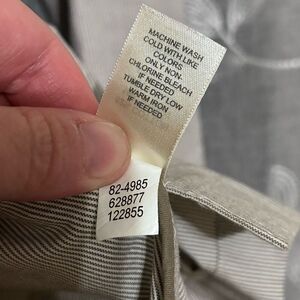 MACHINE WASH
COLD WITH LIKE
COLORS
ONLY NON-
CHLORINE BLEACH
IF NEEDED
TUMBLE DRY LOW
WARM IRON
IF NEEDED
82-4985
628877
122855